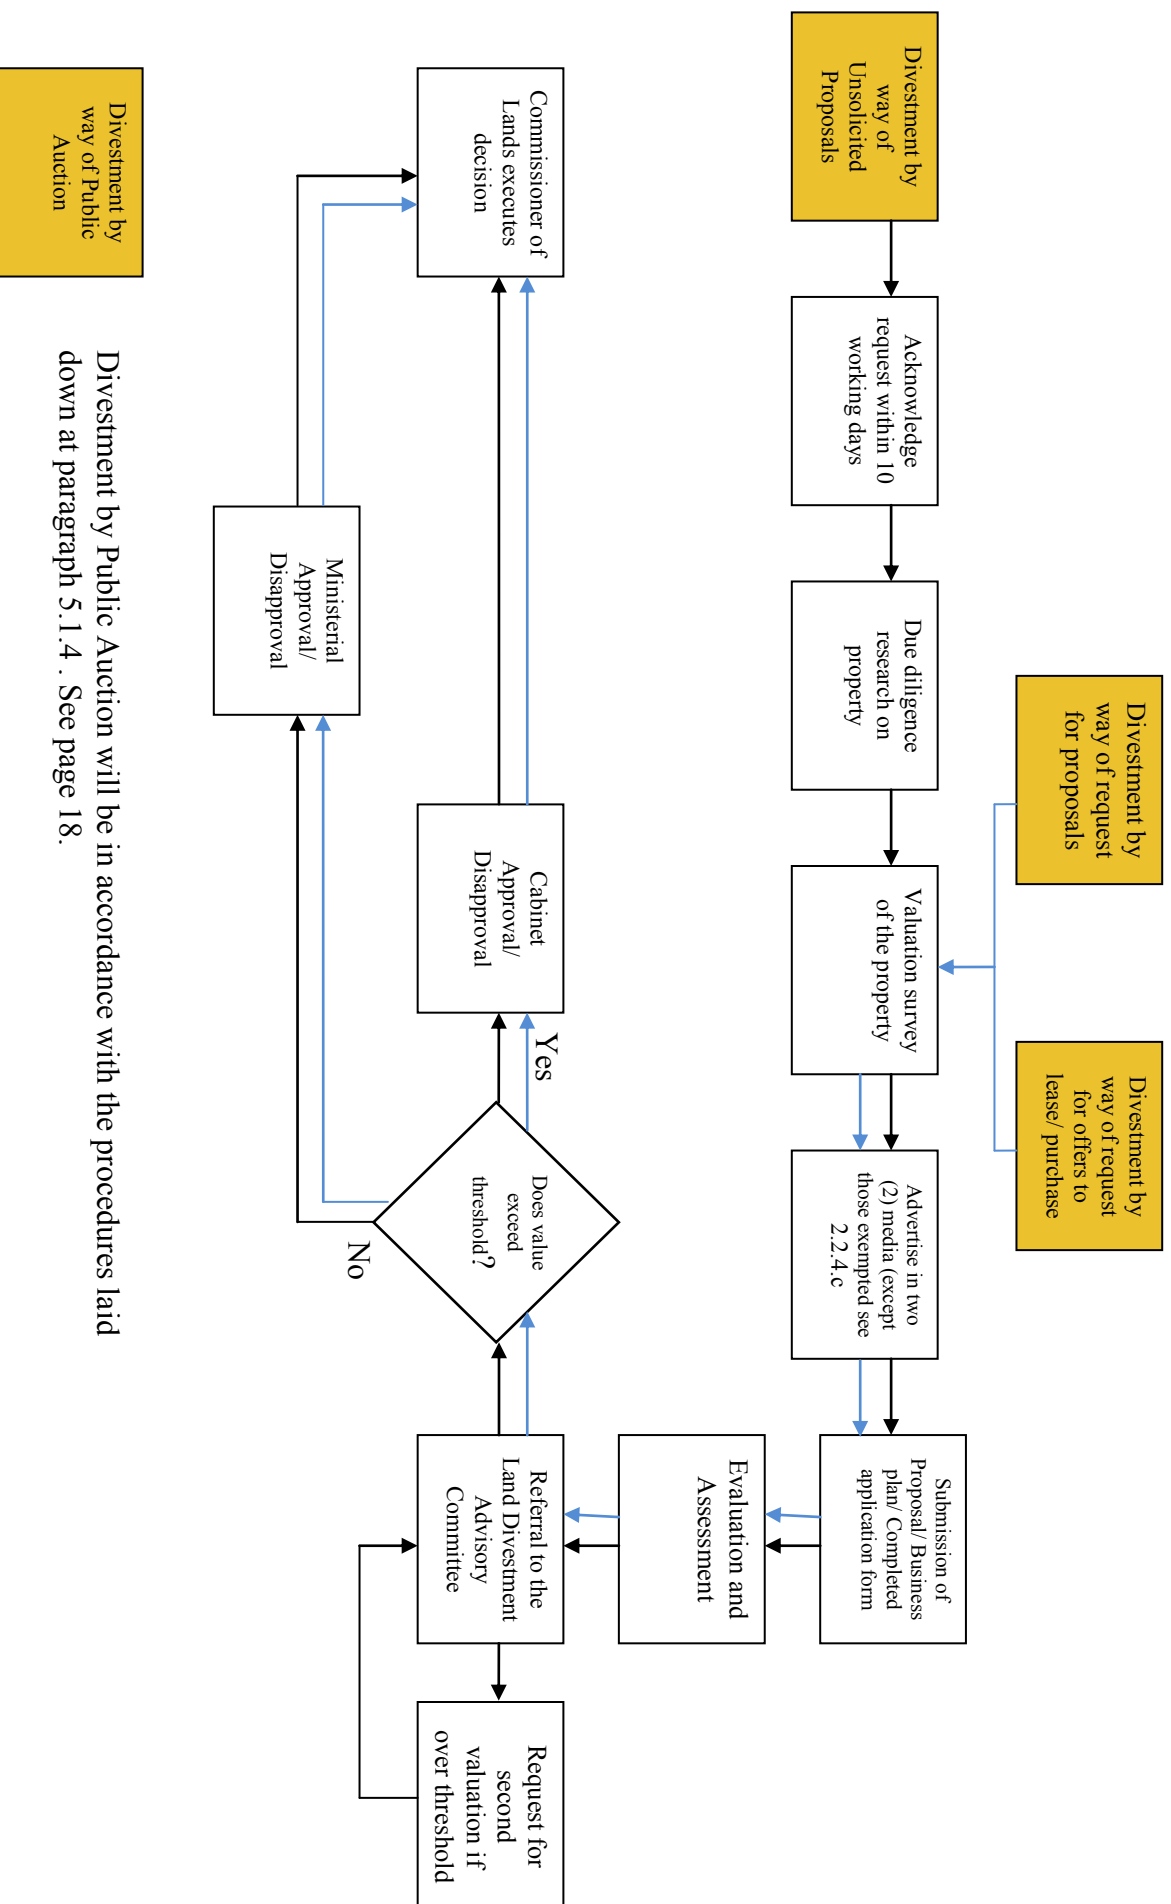 Divestment by
way of request
for proposals
Divestment by
way of request
for offers to
lease/ purchase
Divestment by
way of
Unsolicited
Proposals
Acknowledge
request within 10
working days
Due diligence
research on
property
Valuation survey
of the property
Advertise in two
(2) media (except
those exempted see
2.2.4.c
Submission of
Proposal/ Business
plan/ Completed
application form
Evaluation and
Assessment
Commissioner of
Lands executes
decision
Cabinet
Approval/
Disapproval
Yes
Does value
exceed
threshold?
No
Referral to the
Land Divestment
Advisory
Committee
Request for
second
valuation if
over threshold
Ministerial
Approval/
Disapproval
Divestment by
way of Public
Auction
Divestment by Public Auction will be in accordance with the procedures laid
down at paragraph 5.1.4 . See page 18.